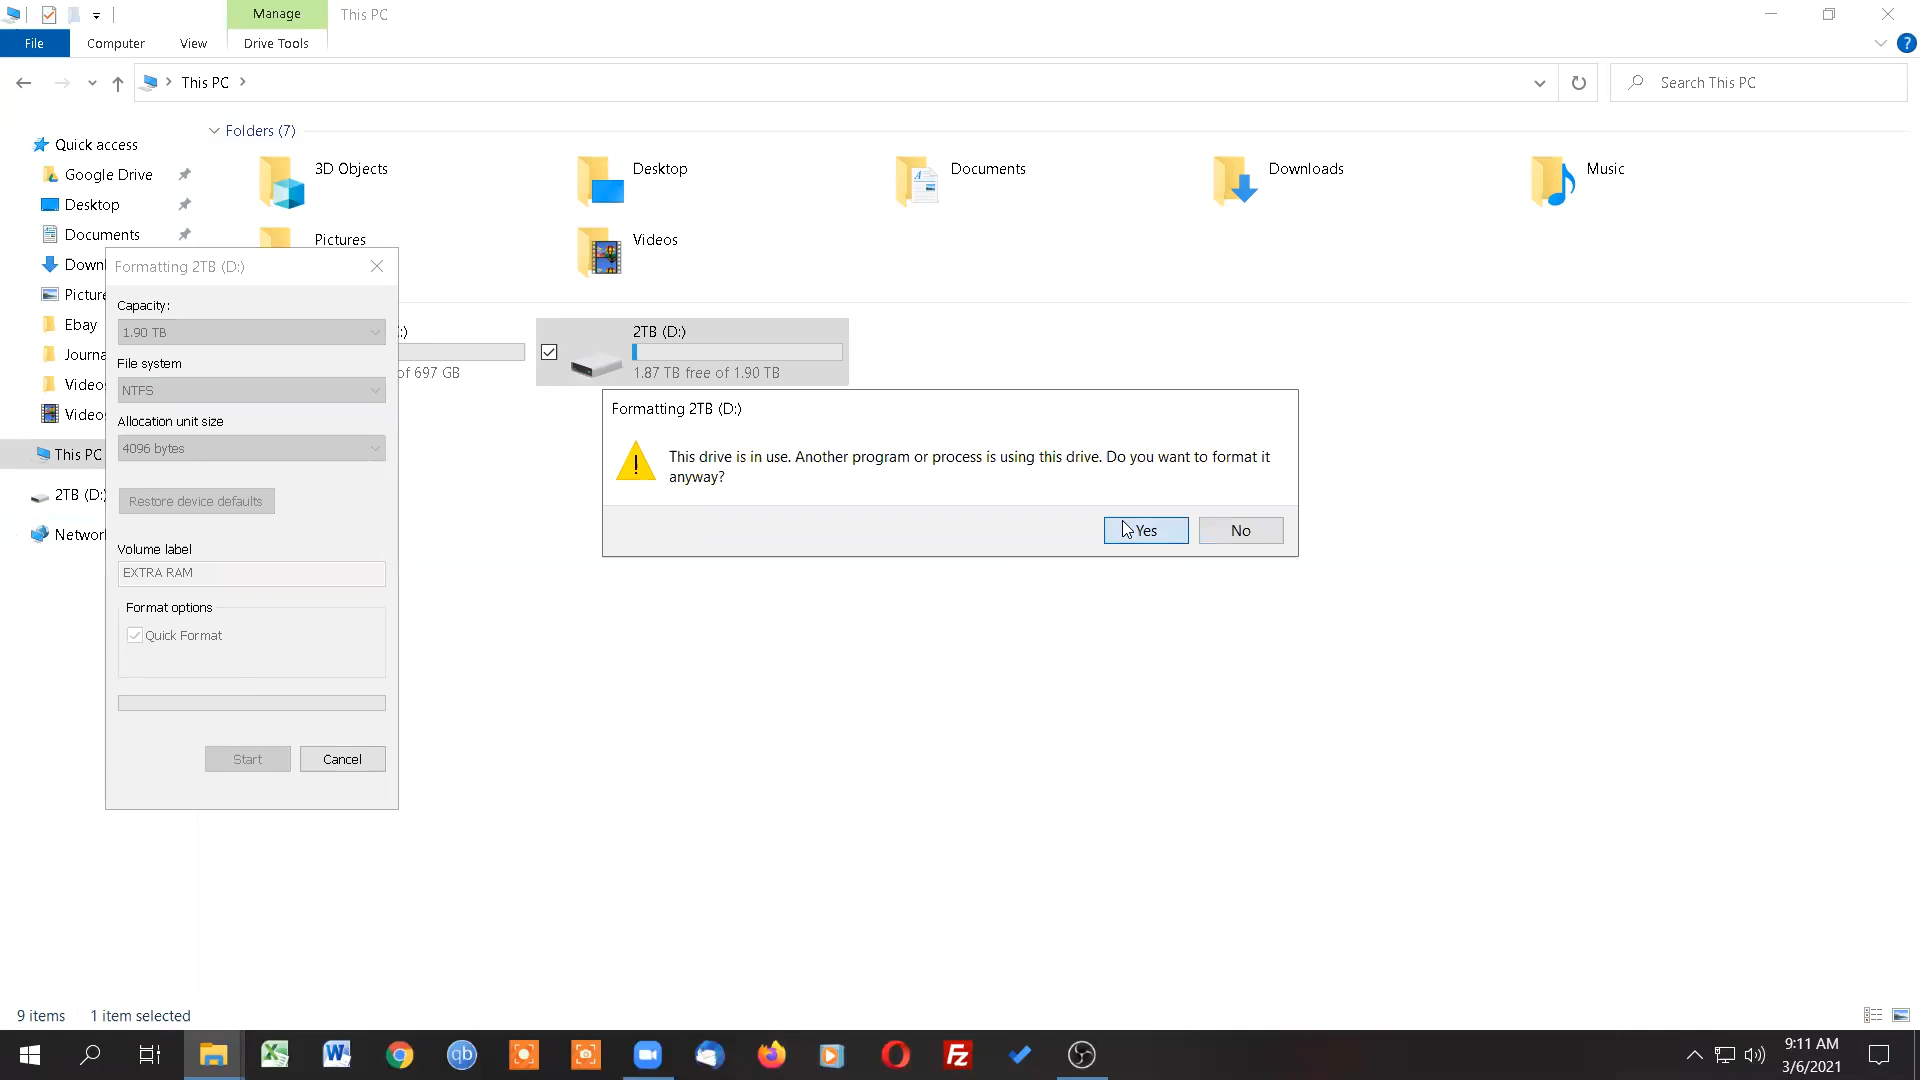 Manage
This PC
File
Computer
View
Drive Tools
This PC
Search This PC
Quick access
Google Drive
Desktop
Documents
Downl
Picture
Ebay
Journa
Video
Video
This PC
2TB (D:)
Network
Folders (7)
3D Objects
Desktop
Documents
Downloads
Music
Pictures
Videos
:)
of 697 GB
2TB (D:)
1.87 TB free of 1.90 TB
Formatting 2TB (D:)
Capacity:
1.90 TB
File system
NTFS
Allocation unit size
4096 bytes
Restore device defaults
Volume label
EXTRA RAM
Format options
Quick Format
Start
Cancel
Formatting 2TB (D:)
This drive is in use. Another program or process is using this drive. Do you want to format it
anyway?
Yes
No
9 items
1 item selected
qb
9:11 AM
3/6/2021